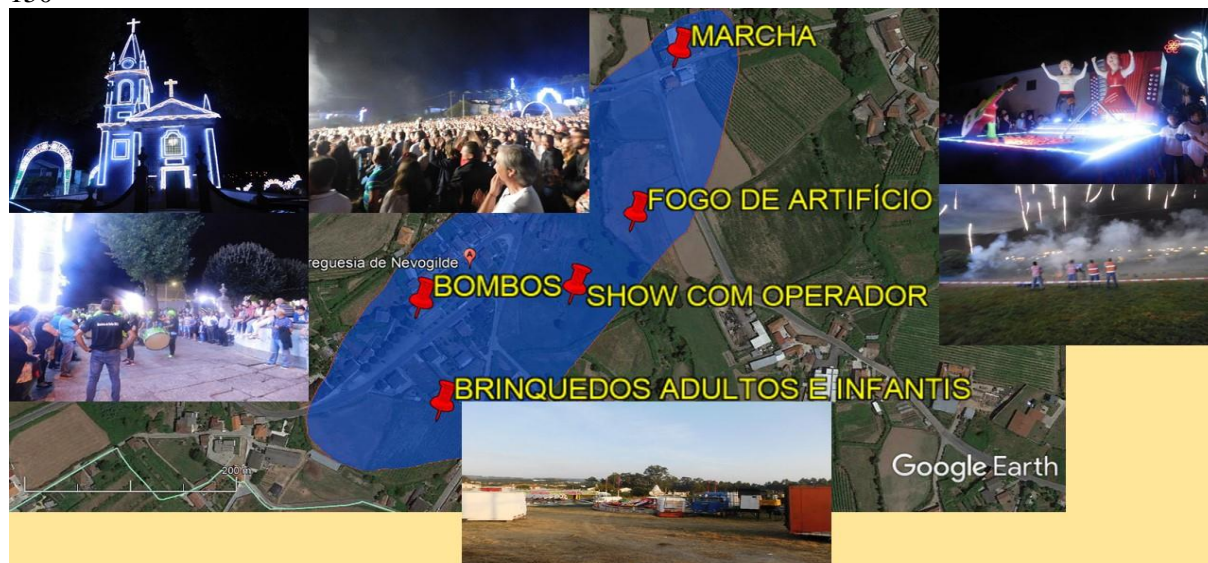 MARCHA
FOGO DE ARTIFÍCIO
reguesia de Nevogilde
BOMBOS
SHOW COM OPERADOR
BRINQUEDOS ADULTOS E INFANTIS
200 m
Google Earth